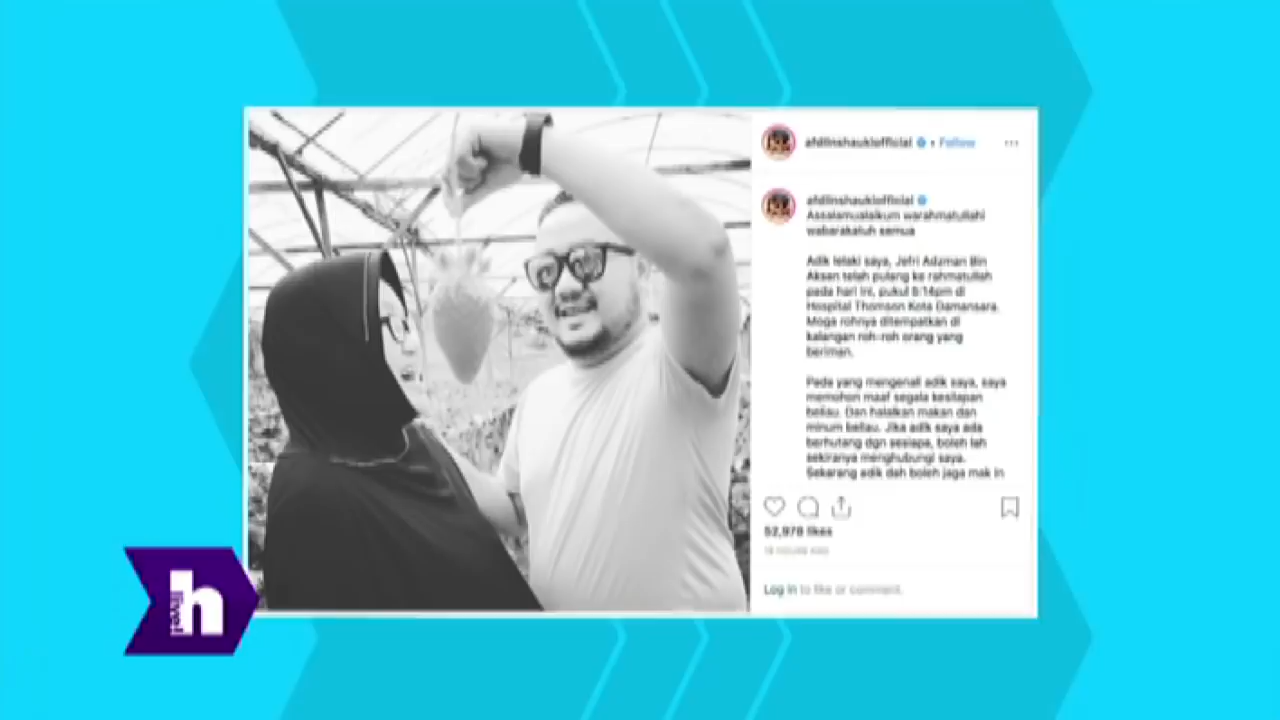 afdlinshaukiofficial • Follow
afdlinshaukiofficial
Assalamualaikum warahmatullahi
wabarakatuh semua
Adik lelaki saya, Jefri Adzman Bin
Aksan telah pulang ke rahmatullah
pada hari ini, pukul 5:14pm di
Hospital Thomson Kota Damansara.
Moga rohnya ditempatkan di
kalangan roh-roh orang yang
beriman.
Pada yang mengenali adik saya, saya
memohon maaf segala kesilapan
beliau. Dan halalkan makan dan
minum beliau. Jika adik saya ada
berhutang dgn sesiapa, boleh lah
sekiranya menghubungi saya.
Sekarang adik dah boleh jaga mak in
52,978 likes
HOURS AGO
Log in to like or comment.
h
live!